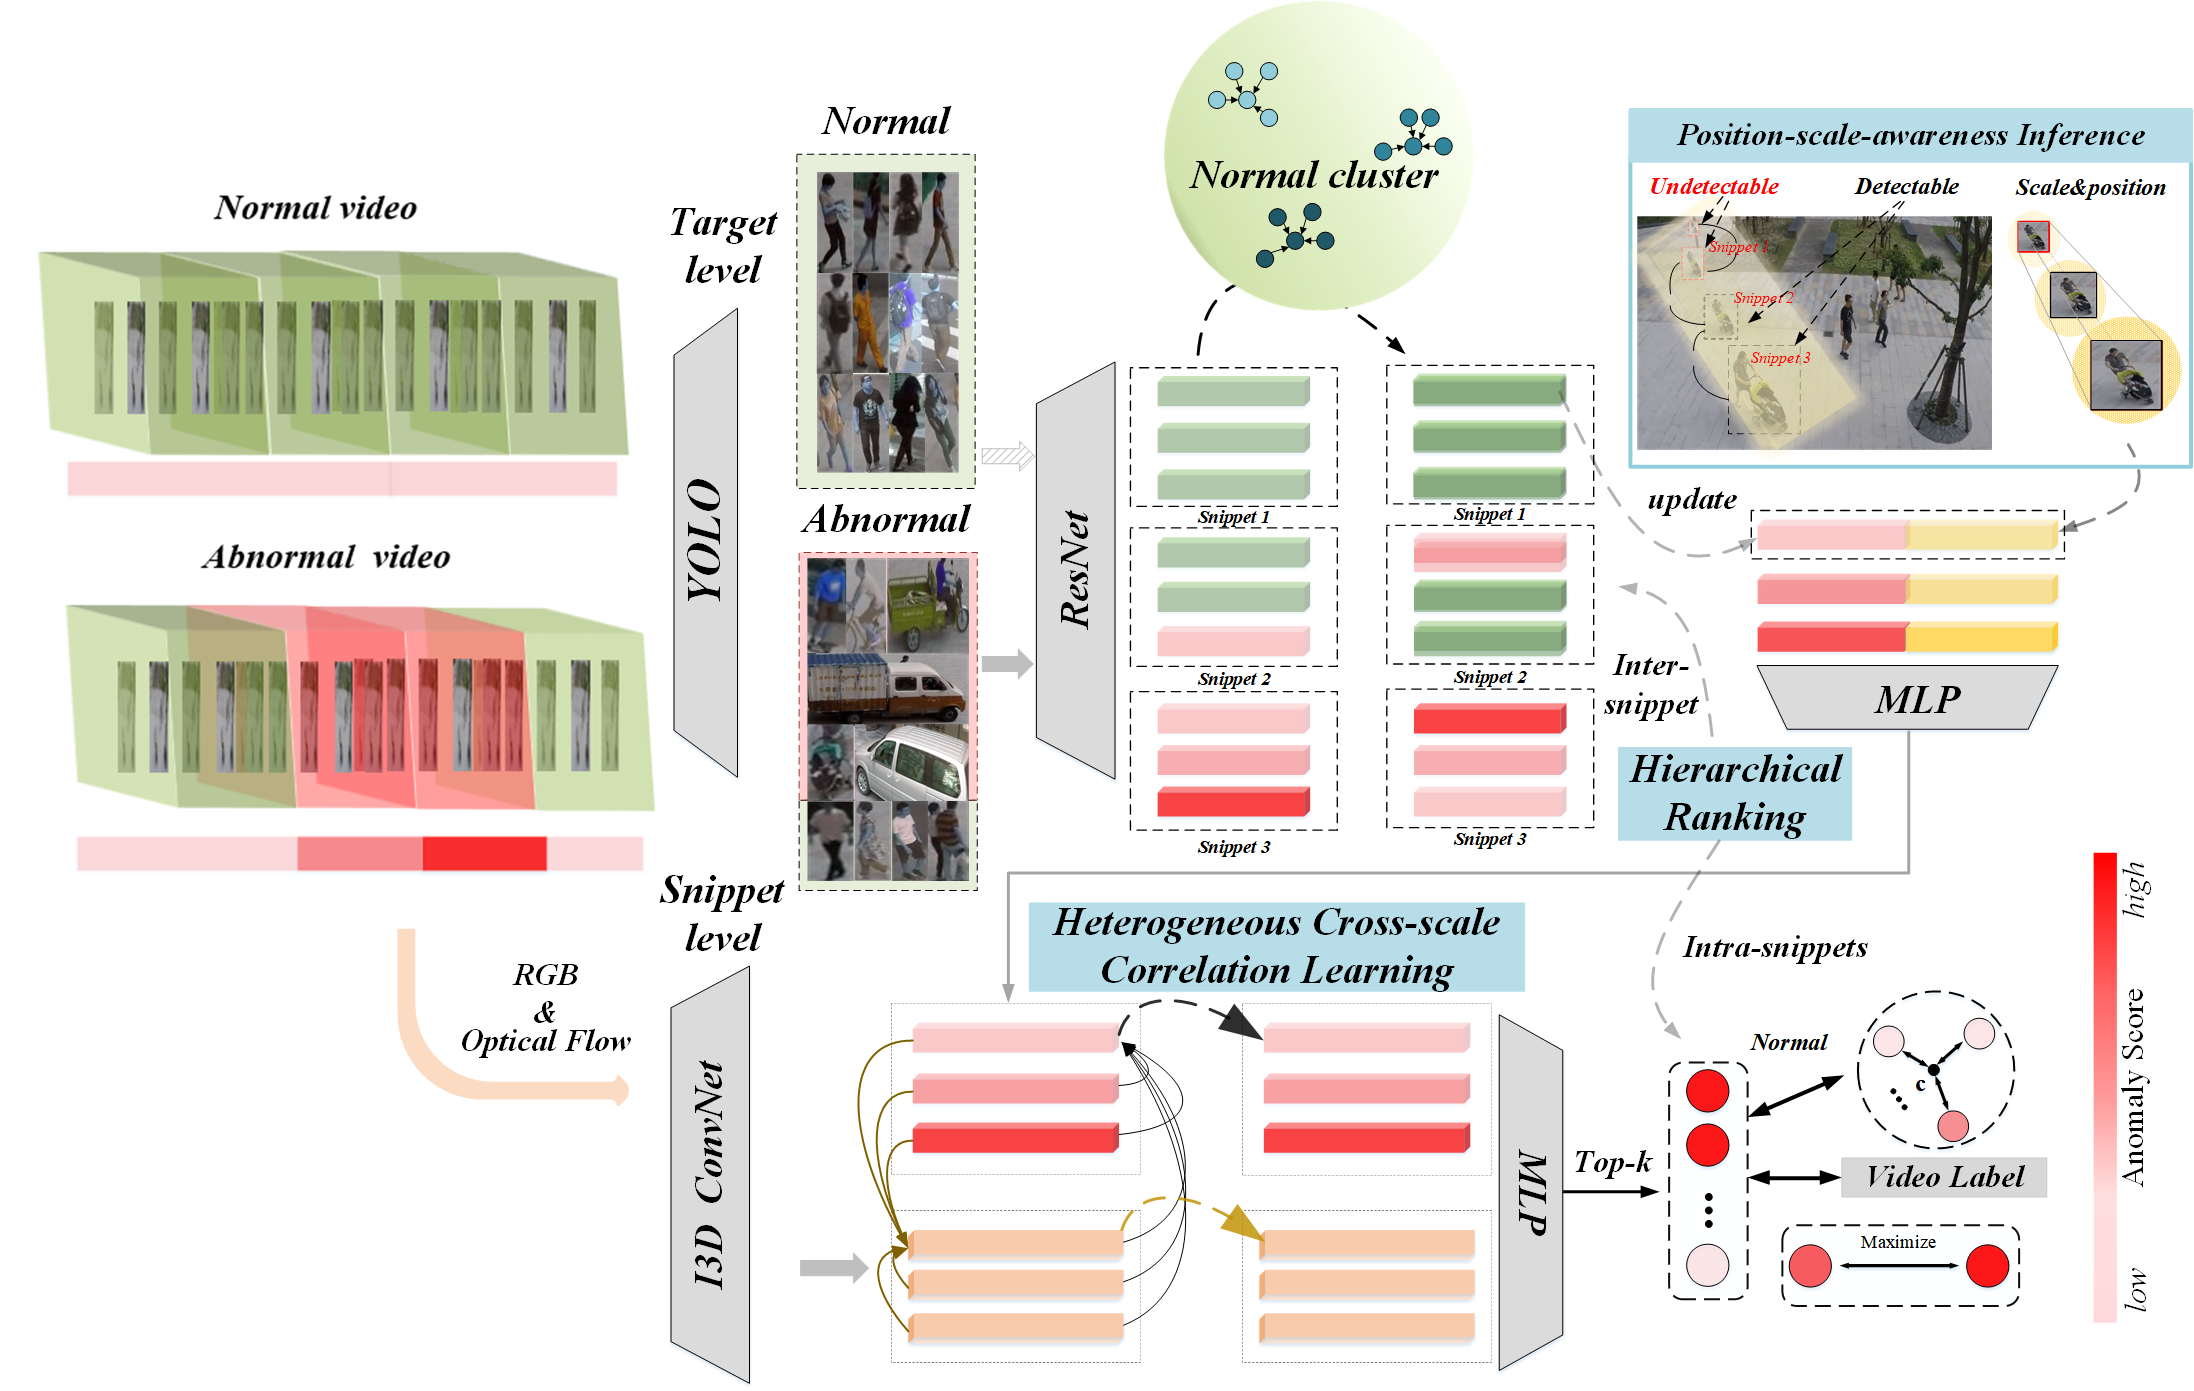 Normal video
Abnormal video
RGB
&
Optical Flow
Target
level
YOLO
Snippet
level
I3D ConvNet
Normal
Abnormal
ResNet
Normal cluster
Snippet 1
Snippet 2
Snippet 3
Snippet 1
Snippet 2
Snippet 3
Position-scale-awareness Inference
Undetectable
Detectable
Scale&position
Snippet 1
Snippet 2
Snippet 3
update
MLP
Inter-
snippet
Hierarchical
Ranking
Intra-snippets
Heterogeneous Cross-scale
Correlation Learning
MLP
Top-k
Normal
c
Video Label
Maximize
high
Anomaly Score
low